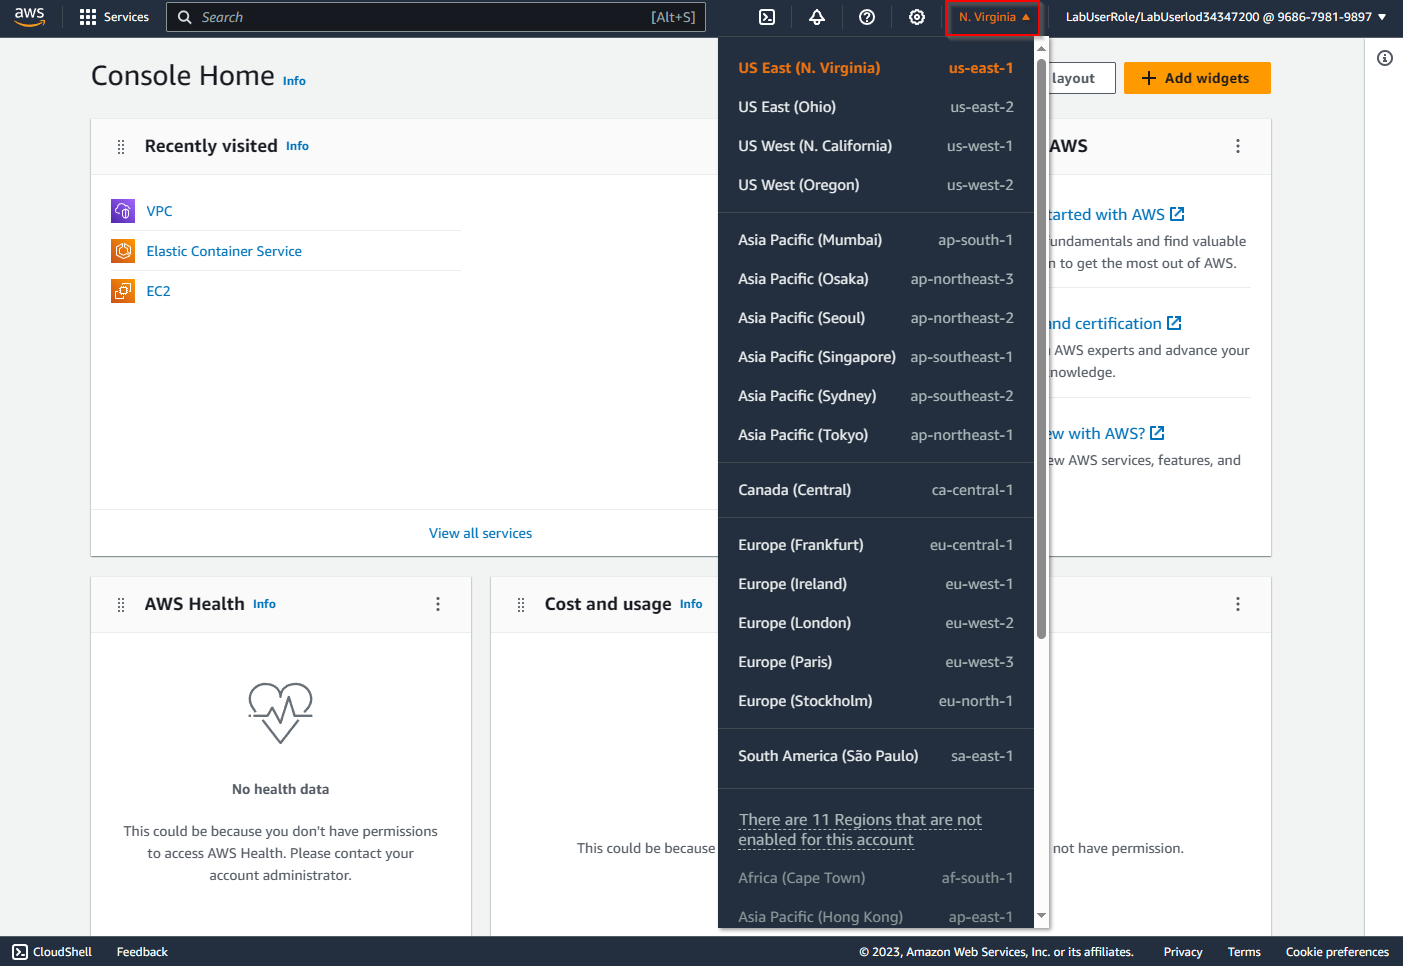 aws
Services
Search
[Alt+S]
N. Virginia
LabUserRole/LabUserlod34347200 @ 9686-7981-9897
Console Home
Info
layout
Add widgets
Recently visited
Info
VPC
Elastic Container Service
EC2
View all services
US East (N. Virginia) us-east-1
US East (Ohio) us-east-2
US West (N. California) us-west-1
US West (Oregon) us-west-2
Asia Pacific (Mumbai) ap-south-1
Asia Pacific (Osaka) ap-northeast-3
Asia Pacific (Seoul) ap-northeast-2
Asia Pacific (Singapore) ap-southeast-1
Asia Pacific (Sydney) ap-southeast-2
Asia Pacific (Tokyo) ap-northeast-1
Canada (Central) ca-central-1
Europe (Frankfurt) eu-central-1
Europe (Ireland) eu-west-1
Europe (London) eu-west-2
Europe (Paris) eu-west-3
Europe (Stockholm) eu-north-1
South America (São Paulo) sa-east-1
There are 11 Regions that are not
enabled for this account
Africa (Cape Town) af-south-1
Asia Pacific (Hong Kong) ap-east-1
AWS
tarted with AWS
undamentals and find valuable
n to get the most out of AWS.
and certification
AWS experts and advance your
nowledge.
ew with AWS?
ew AWS services, features, and
AWS Health
Info
No health data
This could be because you don't have permissions
to access AWS Health. Please contact your
account administrator.
Cost and usage
Info
This could be because
not have permission.
CloudShell
Feedback
© 2023, Amazon Web Services, Inc. or its affiliates.
Privacy
Terms
Cookie preferences